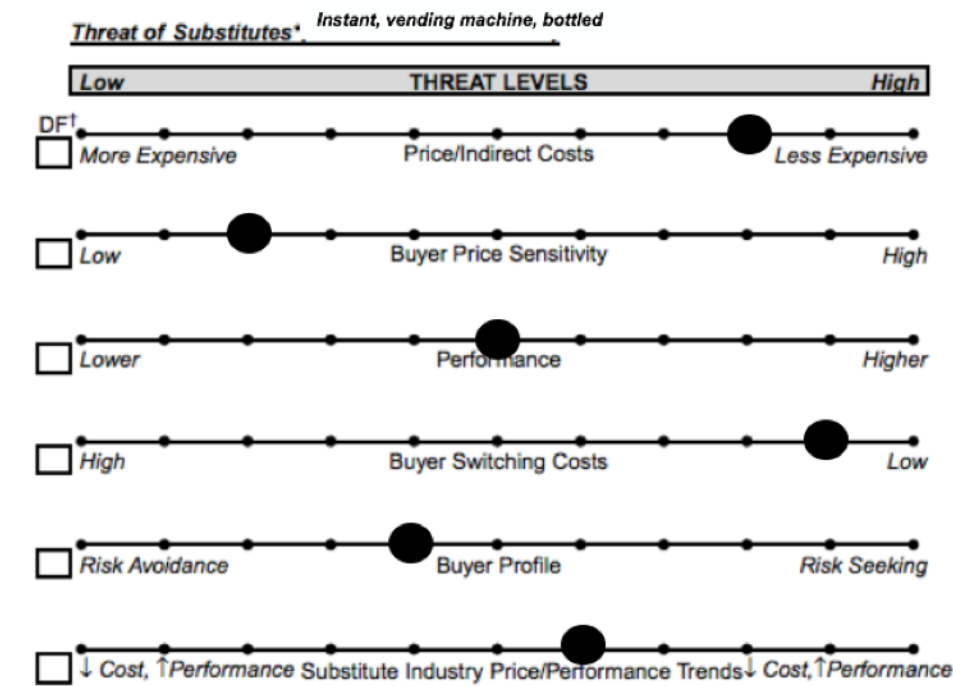 Instant, vending machine, bottled
Threat of Substitutes*
Low THREAT LEVELS High
DF†
More Expensive Price/Indirect Costs Less Expensive
Low Buyer Price Sensitivity High
Lower Performance Higher
High Buyer Switching Costs Low
Risk Avoidance Buyer Profile Risk Seeking
↓ Cost, ↑Performance Substitute Industry Price/Performance Trends↓ Cost,↑Performance